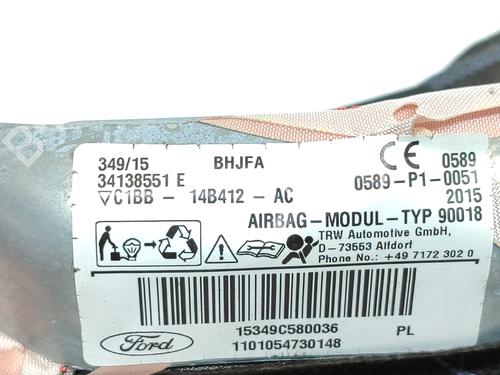 349/15 BHJFA CE 0589
34138551 E 0589-P1-0051
▽C1BB - 14B412 - AC 2015
AIRBAG-MODUL-TYP 90018
TRW Automotive GmbH,
D-73553 Alfdorf
Phone No.: +49 7172 302 0
15349C580036 PL
Ford 1101054730148
B